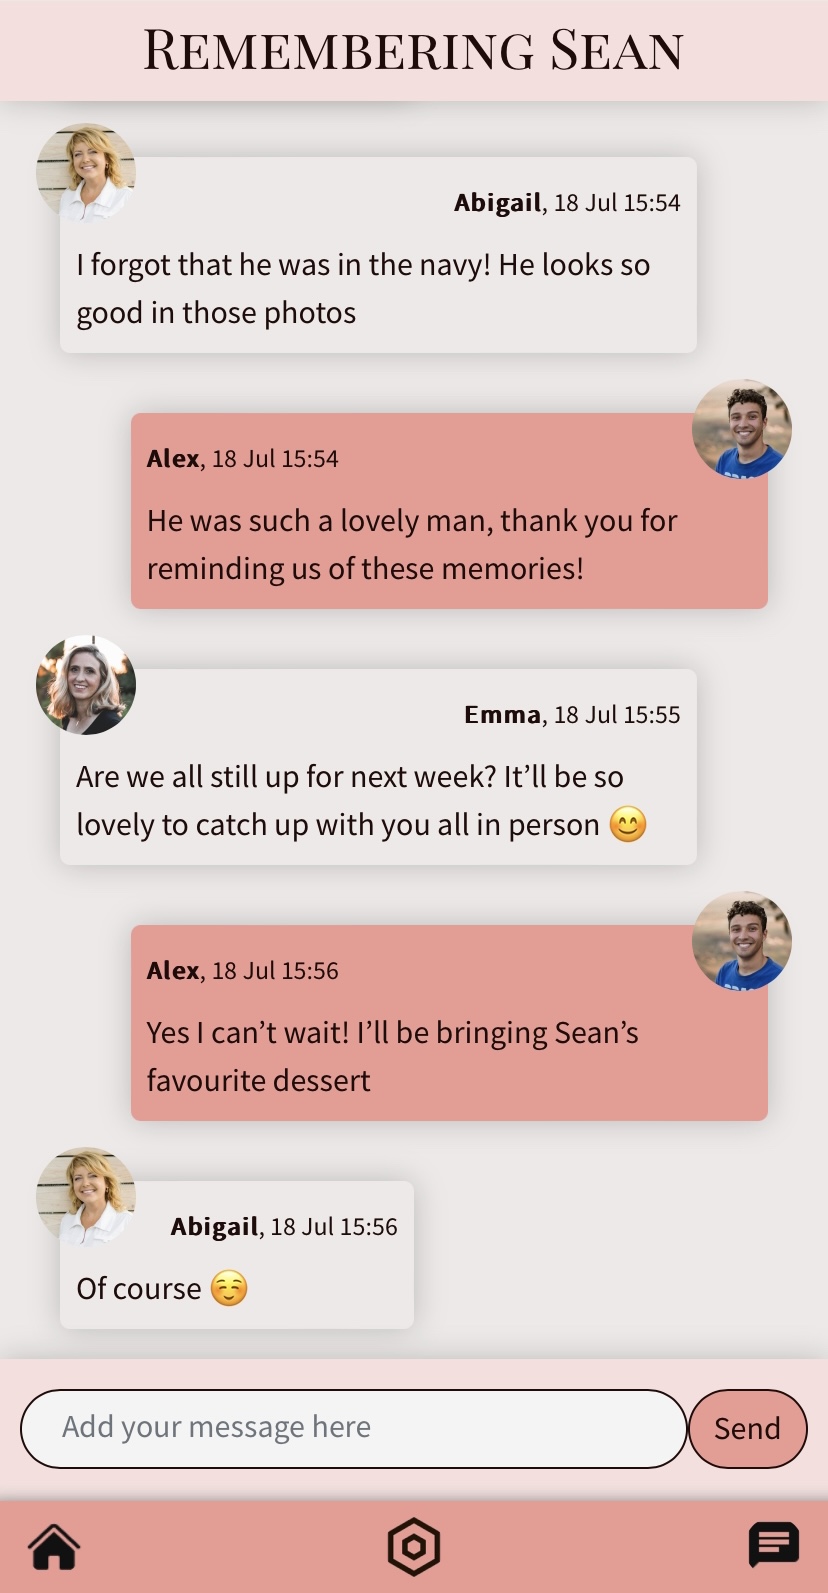 Remembering Sean
Abigail, 18 Jul 15:54
I forgot that he was in the navy! He looks so
good in those photos
Alex, 18 Jul 15:54
He was such a lovely man, thank you for
reminding us of these memories!
Emma, 18 Jul 15:55
Are we all still up for next week? It’ll be so
lovely to catch up with you all in person 😊
Alex, 18 Jul 15:56
Yes I can’t wait! I’ll be bringing Sean’s
favourite dessert
Abigail, 18 Jul 15:56
Of course ☺️
Add your message here
Send